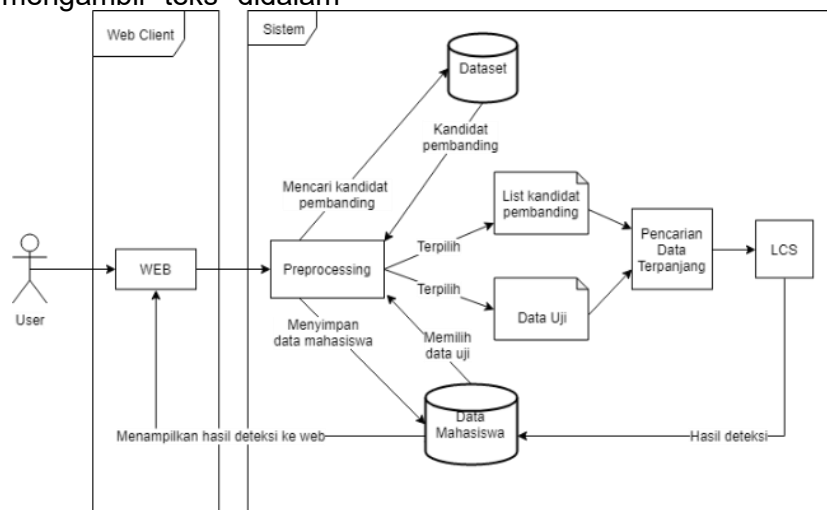 mengambil teks didalam
Web Client
Sistem
Dataset
Kandidat
pembanding
Mencari kandidat
pembanding
List kandidat
pembanding
Terpilih
Pencarian
Data
Terpanjang
LCS
WEB
Preprocessing
Terpilih
User
Data Uji
Menyimpan
data mahasiswa
Memilih
data uji
Data
Mahasiswa
Menampilkan hasil deteksi ke web
Hasil deteksi